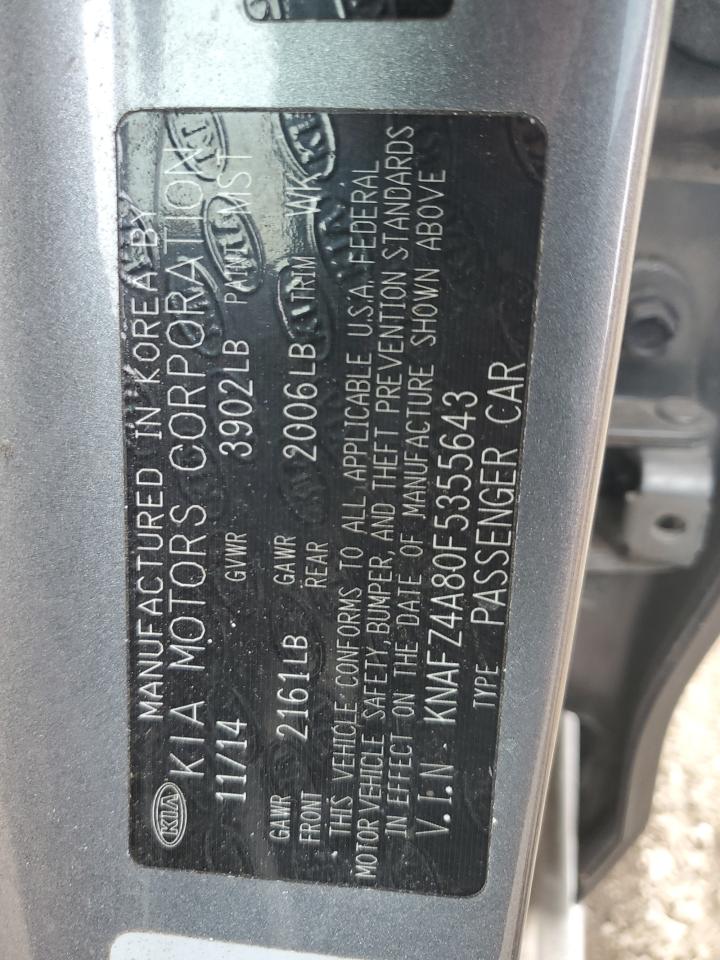 KIA
MANUFACTURED IN KOREA BY
KIA MOTORS CORPORATION
11/14 GVWR 3902LB PAINT MST
GAWR FRONT 2161LB GAWR REAR 2006LB TRIM WK
THIS VEHICLE CONFORMS TO ALL APPLICABLE U.S.A. FEDERAL
MOTOR VEHICLE SAFETY, BUMPER, AND THEFT PREVENTION STANDARDS
IN EFFECT ON THE DATE OF MANUFACTURE SHOWN ABOVE
V.I.N. KNAFZ4A80F5355643
TYPE PASSENGER CAR